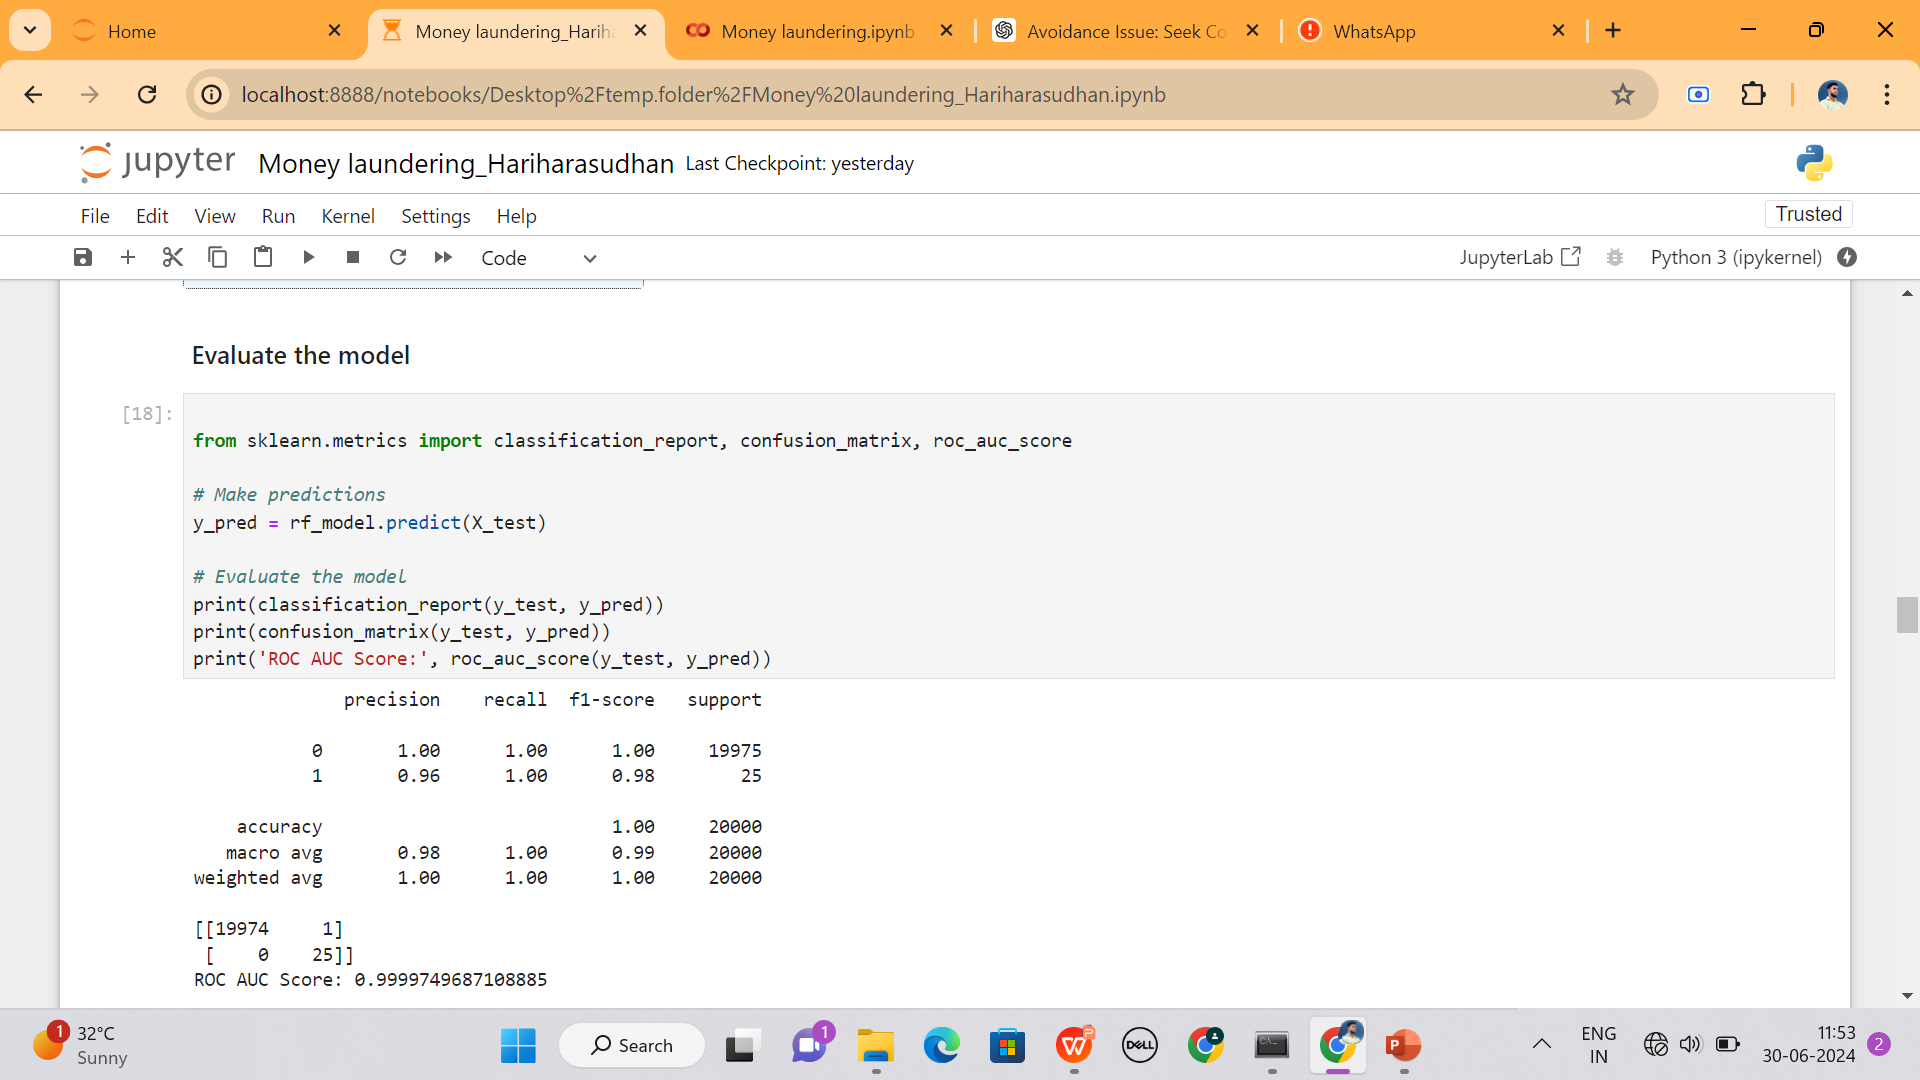 Home
Money laundering_Hariha
Money laundering.ipynb
Avoidance Issue: Seek Co
WhatsApp
localhost:8888/notebooks/Desktop%2Ftemp.folder%2FMoney%20laundering_Hariharasudhan.ipynb
jupyter Money laundering_Hariharasudhan Last Checkpoint: yesterday
File Edit View Run Kernel Settings Help
Trusted
Code
JupyterLab
Python 3 (ipykernel)
Evaluate the model
[18]:
from sklearn.metrics import classification_report, confusion_matrix, roc_auc_score
# Make predictions
y_pred = rf_model.predict(X_test)
# Evaluate the model
print(classification_report(y_test, y_pred))
print(confusion_matrix(y_test, y_pred))
print('ROC AUC Score:', roc_auc_score(y_test, y_pred))
precision recall f1-score support
0 1.00 1.00 1.00 19975
1 0.96 1.00 0.98 25
accuracy 1.00 20000
macro avg 0.98 1.00 0.99 20000
weighted avg 1.00 1.00 1.00 20000
[[19974 1]
[ 0 25]]
ROC AUC Score: 0.9999749687108885
1
32°C
Sunny
Search
1
DELL
P
ENG
IN
11:53
30-06-2024
2